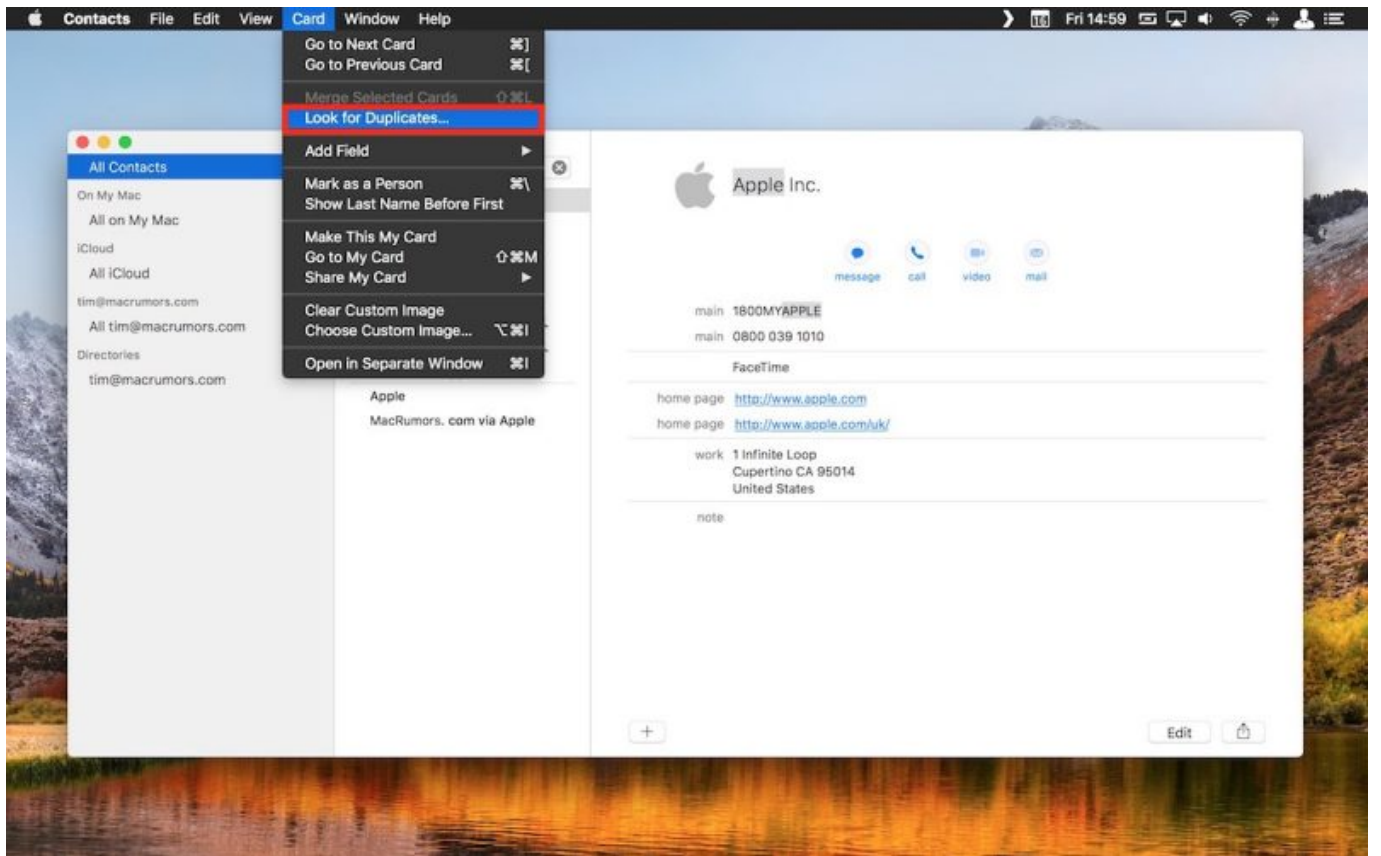 Contacts File Edit View Card Window Help
16 Fri 14:59
Go to Next Card ⌘]
Go to Previous Card ⌘[
Merge Selected Cards ⇧⌘L
Look for Duplicates...
Add Field ▶
Mark as a Person ⌘\
Show Last Name Before First
Make This My Card
Go to My Card ⇧⌘M
Share My Card ▶
Clear Custom Image
Choose Custom Image... ⌥⌘I
Open in Separate Window ⌘I
All Contacts
On My Mac
All on My Mac
iCloud
All iCloud
tim@macrumors.com
All tim@macrumors.com
Directories
tim@macrumors.com
Apple
MacRumors. com via Apple
Apple Inc.
message call video mail
main 1800MYAPPLE
main 0800 039 1010
FaceTime
home page http://www.apple.com
home page http://www.apple.com/uk/
work 1 Infinite Loop
Cupertino CA 95014
United States
note
+ Edit